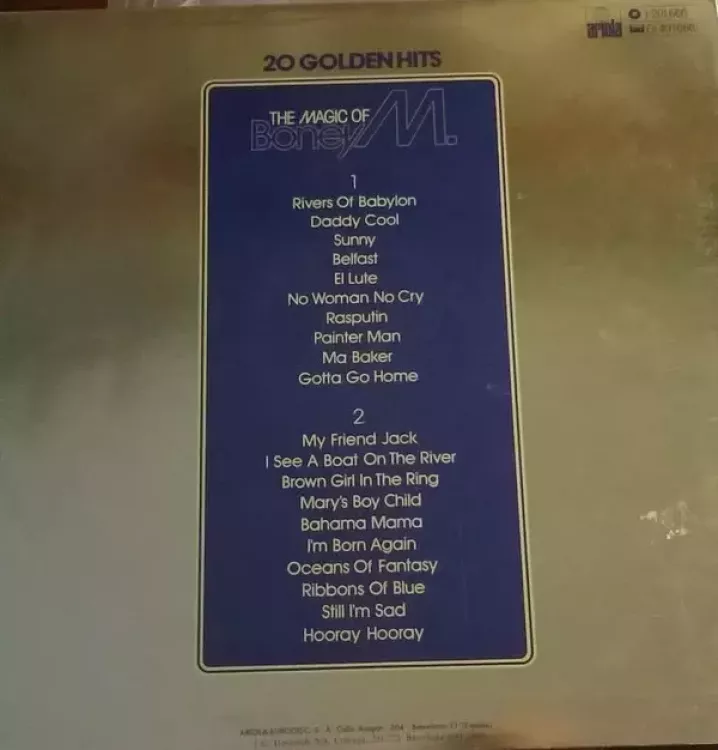 ariola
I 201 666
20 GOLDEN HITS
THE MAGIC OF
Boney M.
1
Rivers Of Babylon
Daddy Cool
Sunny
Belfast
El Lute
No Woman No Cry
Rasputin
Painter Man
Ma Baker
Gotta Go Home
2
My Friend Jack
I See A Boat On The River
Brown Girl In The Ring
Mary's Boy Child
Bahama Mama
I'm Born Again
Oceans Of Fantasy
Ribbons Of Blue
Still I'm Sad
Hooray Hooray